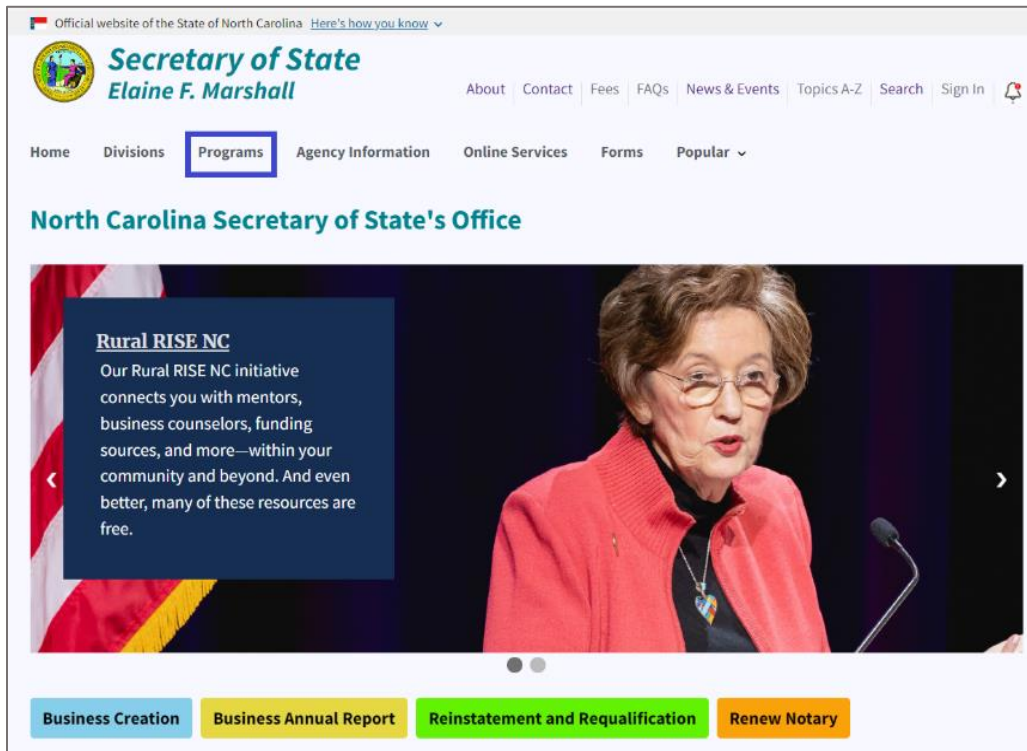 Official website of the State of North Carolina Here's how you know
Secretary of State
Elaine F. Marshall
About Contact Fees FAQs News & Events Topics A-Z Search Sign In
Home Divisions Programs Agency Information Online Services Forms Popular
North Carolina Secretary of State's Office
Rural RISE NC
Our Rural RISE NC initiative
connects you with mentors,
business counselors, funding
sources, and more—within your
community and beyond. And even
better, many of these resources are
free.
Business Creation Business Annual Report Reinstatement and Requalification Renew Notary